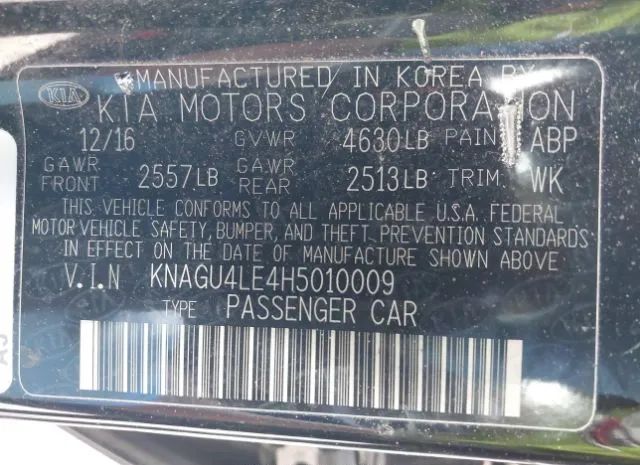 KIA MANUFACTURED IN KOREA BY
KIA MOTORS CORPORATION
12/16 GVWR 4630LB PAINT ABP
GAWR FRONT 2557LB GAWR REAR 2513LB TRIM WK
THIS VEHICLE CONFORMS TO ALL APPLICABLE U.S.A. FEDERAL
MOTOR VEHICLE SAFETY, BUMPER, AND THEFT PREVENTION STANDARDS
IN EFFECT ON THE DATE OF MANUFACTURE SHOWN ABOVE.
V.I.N KNAGU4LE4H5010009
TYPE PASSENGER CAR